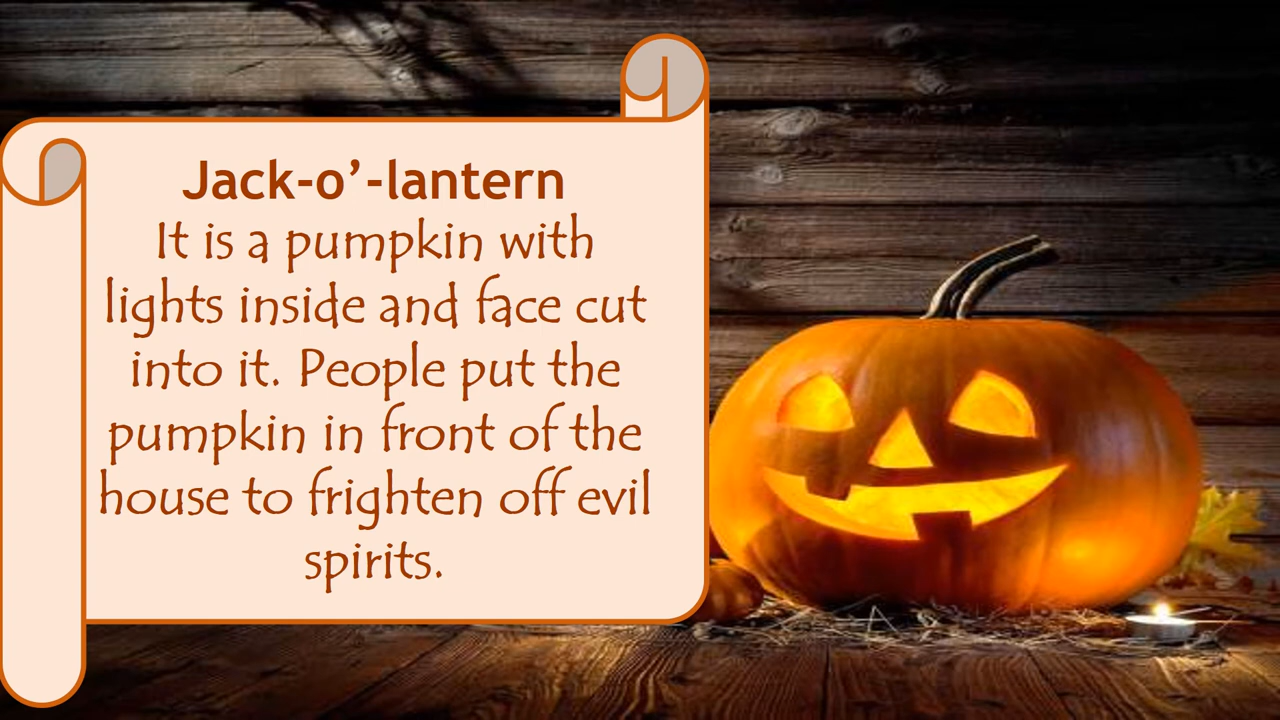 Jack-o’-lantern
It is a pumpkin with
lights inside and face cut
into it. People put the
pumpkin in front of the
house to frighten off evil
spirits.